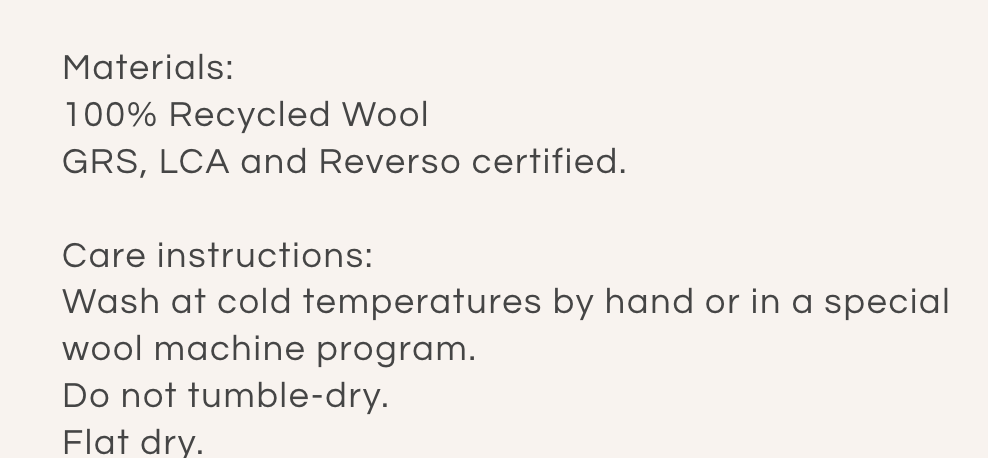 Materials:
100% Recycled Wool
GRS, LCA and Reverso certified.
Care instructions:
Wash at cold temperatures by hand or in a special
wool machine program.
Do not tumble-dry.
Flat dry.